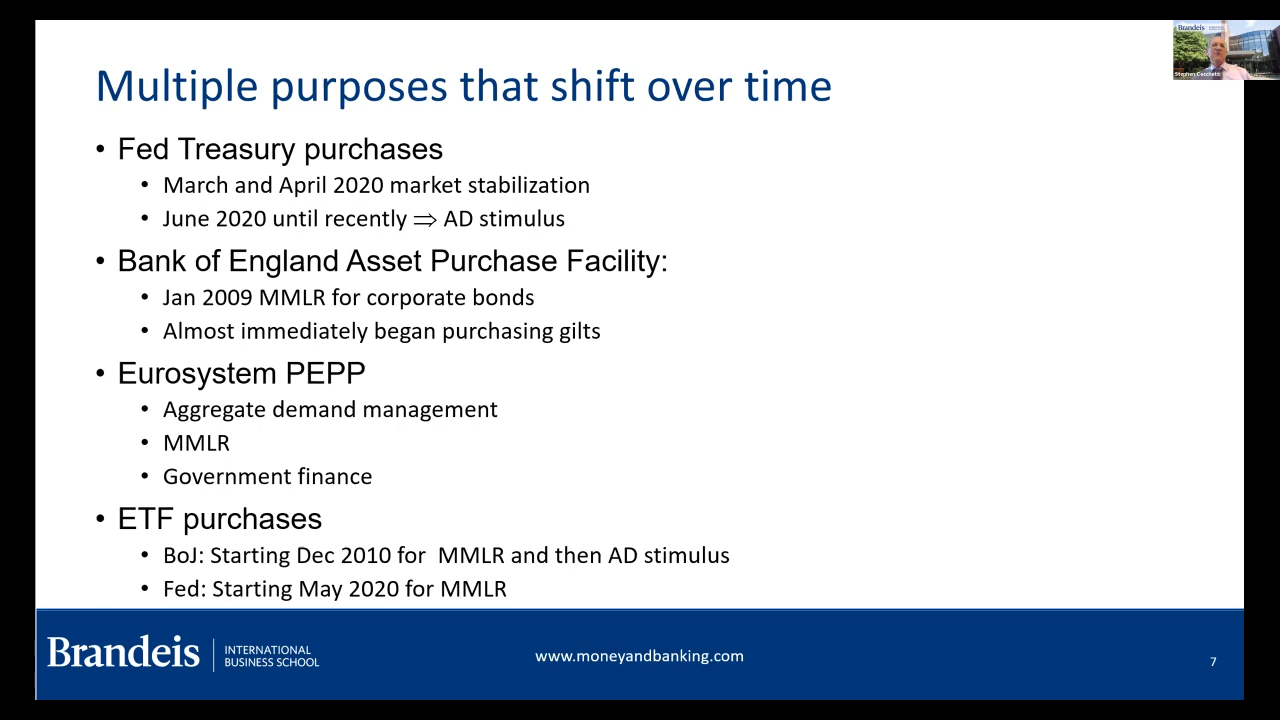 Brandeis
Stephen Cecchetti
Multiple purposes that shift over time
• Fed Treasury purchases
• March and April 2020 market stabilization
• June 2020 until recently ⇒ AD stimulus
• Bank of England Asset Purchase Facility:
• Jan 2009 MMLR for corporate bonds
• Almost immediately began purchasing gilts
• Eurosystem PEPP
• Aggregate demand management
• MMLR
• Government finance
• ETF purchases
• BoJ: Starting Dec 2010 for  MMLR and then AD stimulus
• Fed: Starting May 2020 for MMLR
Brandeis
INTERNATIONAL
BUSINESS SCHOOL
www.moneyandbanking.com
7